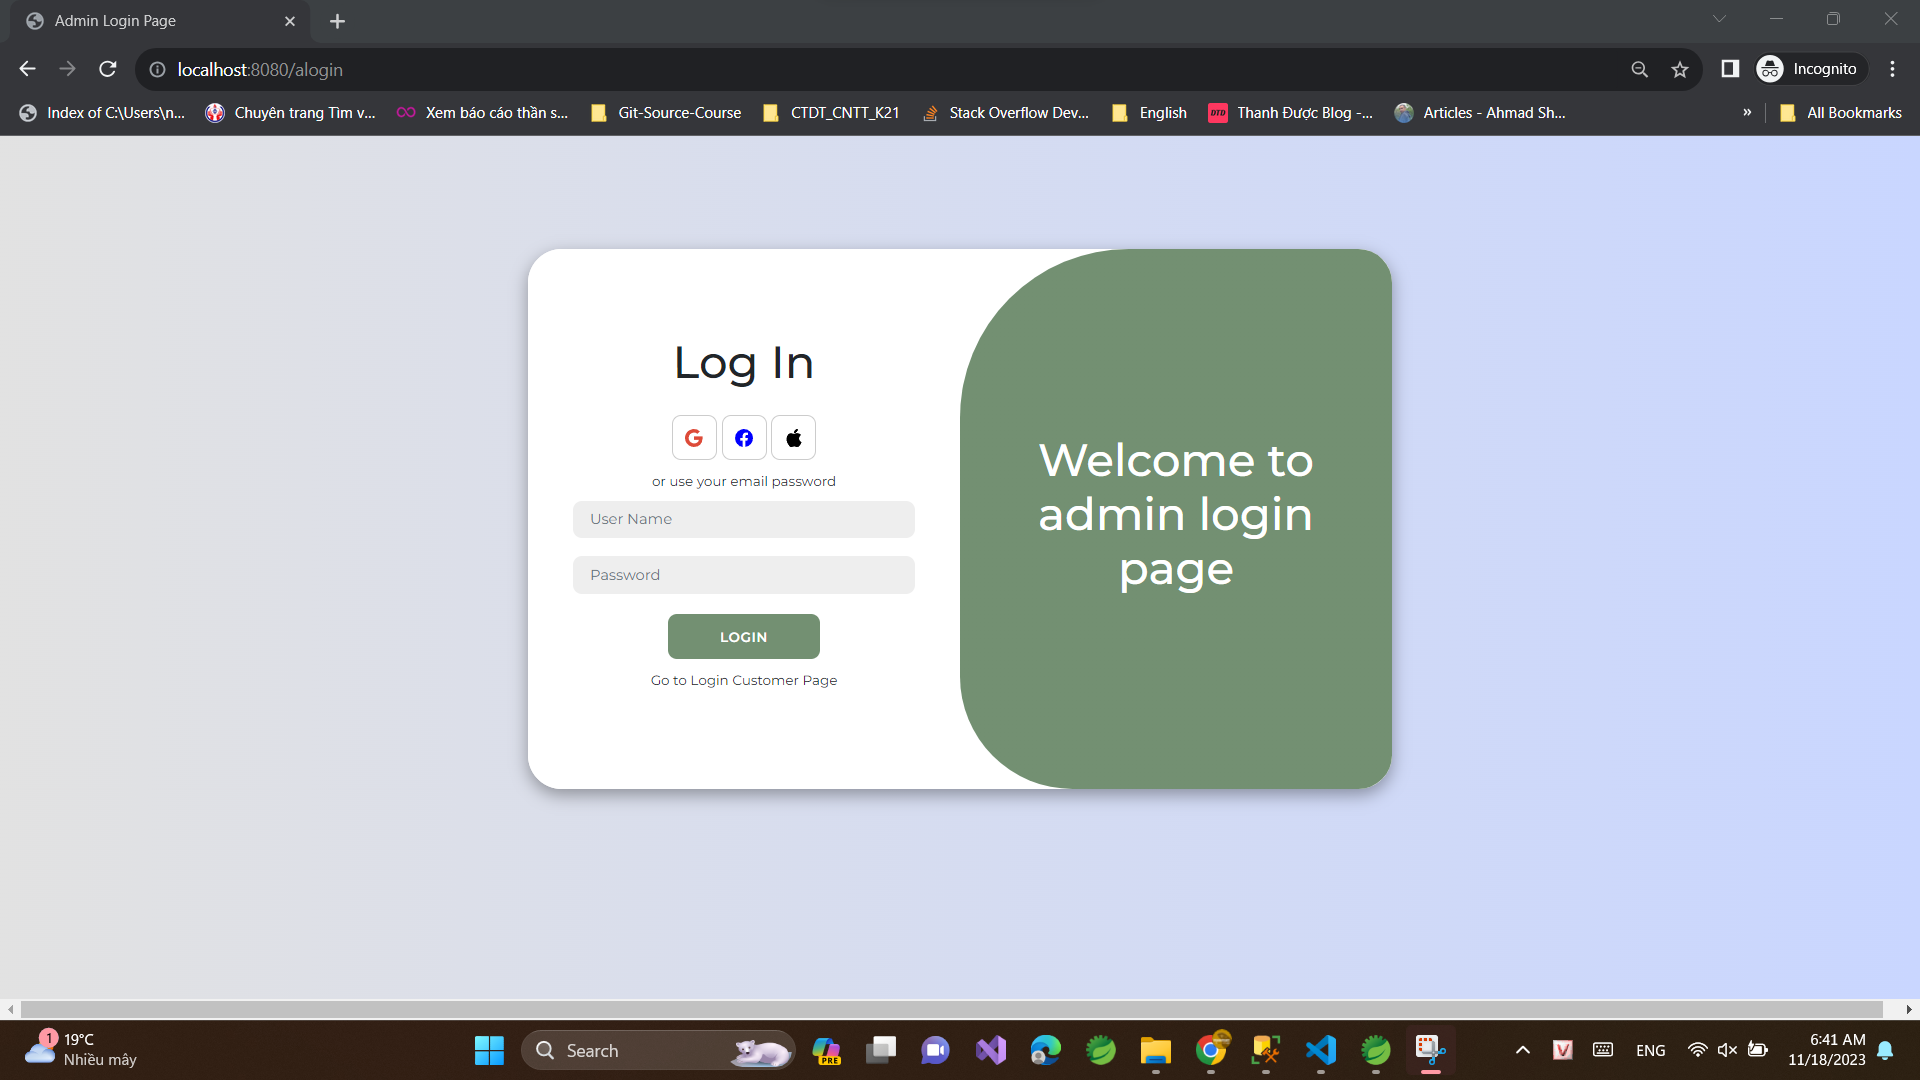 Admin Login Page
localhost:8080/alogin
Incognito
Index of C:\Users\n...
Chuyên trang Tìm v...
Xem báo cáo thần s...
Git-Source-Course
CTDT_CNTT_K21
Stack Overflow Dev...
English
DTD
Thanh Được Blog -...
Articles - Ahmad Sh...
»
All Bookmarks
Log In
or use your email password
User Name
Password
LOGIN
Go to Login Customer Page
Welcome to
admin login
page
1
19°C
Nhiều mây
Search
PRE
V
ENG
6:41 AM
11/18/2023